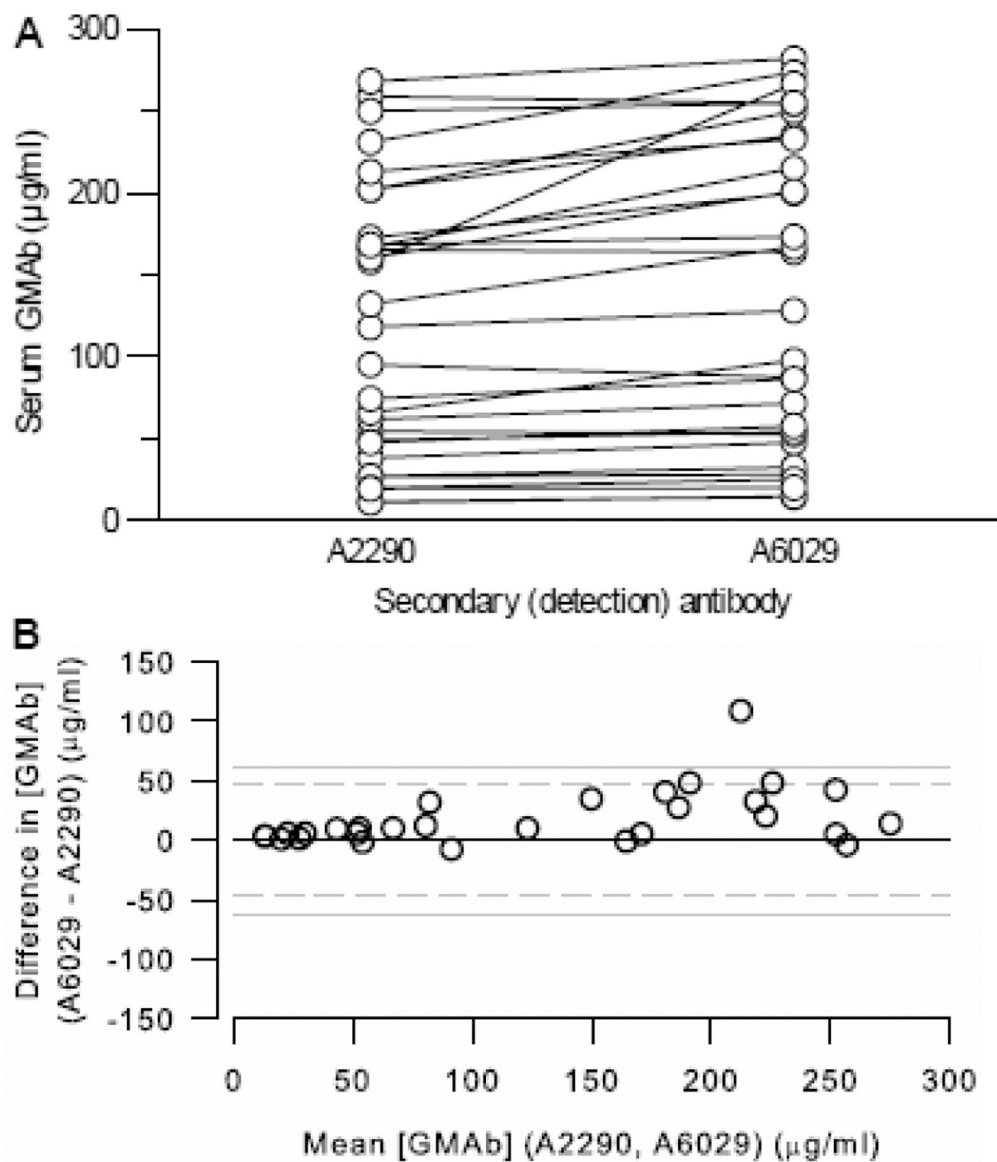 A
300
200
100
0
Serum GMAb (µg/ml)
A2290
A6029
Secondary (detection) antibody
B
150
100
50
0
-50
-100
-150
Difference in [GMAb]
(A6029 - A2290) (µg/ml)
0 50 100 150 200 250 300
Mean [GMAb] (A2290, A6029) (µg/ml)